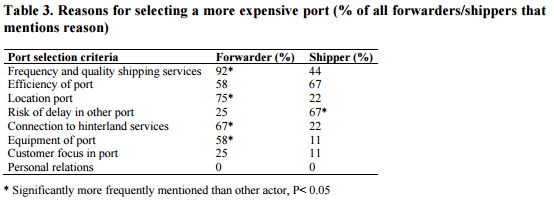 Table 3. Reasons for selecting a more expensive port (% of all forwarders/shippers that
mentions reason)
Port selection criteria Forwarder (%) Shipper (%)
Frequency and quality shipping services 92* 44
Efficiency of port 58 67
Location port 75* 22
Risk of delay in other port 25 67*
Connection to hinterland services 67* 22
Equipment of port 58* 11
Customer focus in port 25 11
Personal relations 0 0
* Significantly more frequently mentioned than other actor, P< 0.05